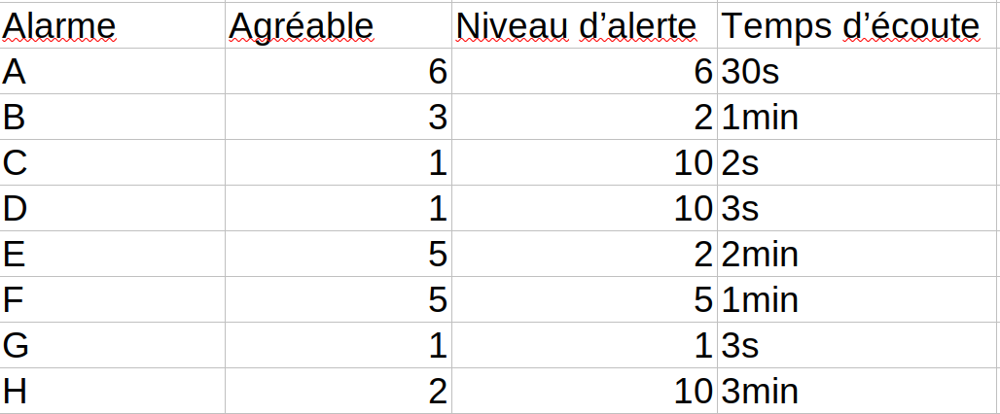 Alarme Agréable Niveau d’alerte Temps d’écoute
A 6 6 30s
B 3 2 1min
C 1 10 2s
D 1 10 3s
E 5 2 2min
F 5 5 1min
G 1 1 3s
H 2 10 3min